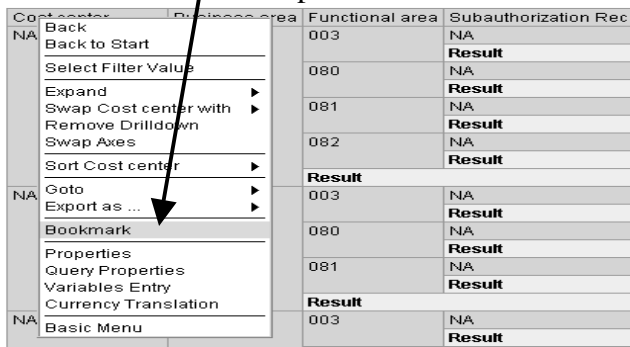 Cost center Business area Functional area Subauthorization Rec
NA
Back
Back to Start
Select Filter Value
Expand
Swap Cost center with
Remove Drilldown
Swap Axes
Sort Cost center
Goto
Export as ...
Bookmark
Properties
Query Properties
Variables Entry
Currency Translation
Basic Menu
003 NA
Result
080 NA
Result
081 NA
Result
082 NA
Result
Result
NA 003 NA
Result
080 NA
Result
081 NA
Result
Result
NA 003 NA
Result